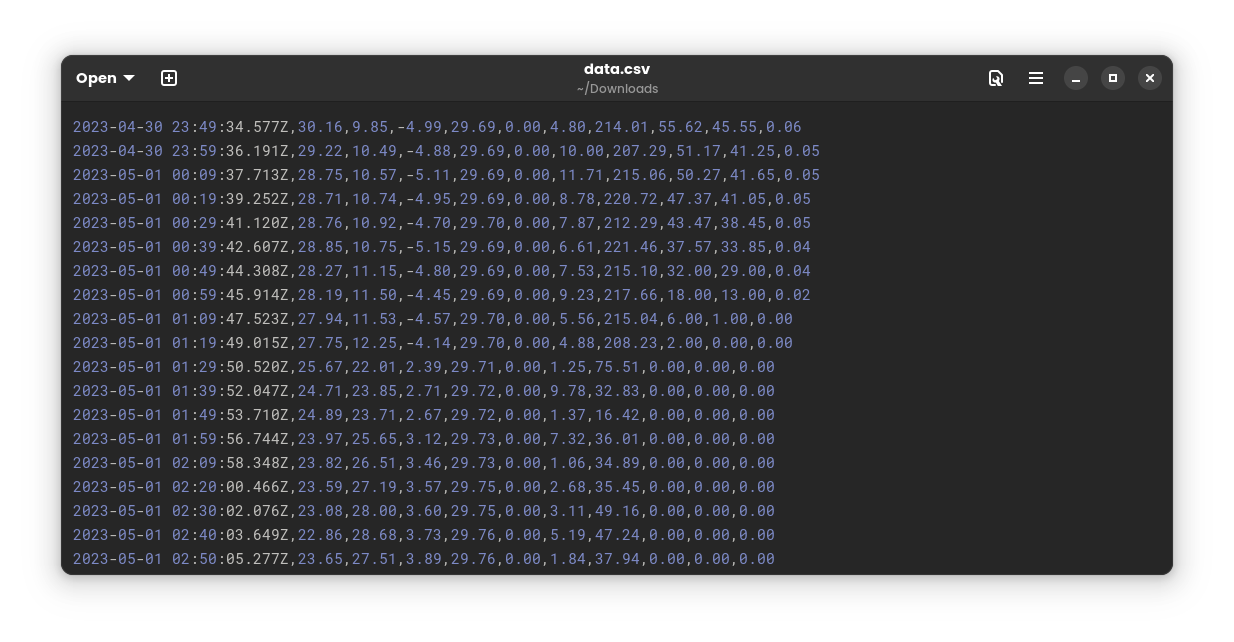 Open
data.csv
~/Downloads
2023-04-30 23:49:34.577Z,30.16,9.85,-4.99,29.69,0.00,4.80,214.01,55.62,45.55,0.06
2023-04-30 23:59:36.191Z,29.22,10.49,-4.88,29.69,0.00,10.00,207.29,51.17,41.25,0.05
2023-05-01 00:09:37.713Z,28.75,10.57,-5.11,29.69,0.00,11.71,215.06,50.27,41.65,0.05
2023-05-01 00:19:39.252Z,28.71,10.74,-4.95,29.69,0.00,8.78,220.72,47.37,41.05,0.05
2023-05-01 00:29:41.120Z,28.76,10.92,-4.70,29.70,0.00,7.87,212.29,43.47,38.45,0.05
2023-05-01 00:39:42.607Z,28.85,10.75,-5.15,29.69,0.00,6.61,221.46,37.57,33.85,0.04
2023-05-01 00:49:44.308Z,28.27,11.15,-4.80,29.69,0.00,7.53,215.10,32.00,29.00,0.04
2023-05-01 00:59:45.914Z,28.19,11.50,-4.45,29.69,0.00,9.23,217.66,18.00,13.00,0.02
2023-05-01 01:09:47.523Z,27.94,11.53,-4.57,29.70,0.00,5.56,215.04,6.00,1.00,0.00
2023-05-01 01:19:49.015Z,27.75,12.25,-4.14,29.70,0.00,4.88,208.23,2.00,0.00,0.00
2023-05-01 01:29:50.520Z,25.67,22.01,2.39,29.71,0.00,1.25,75.51,0.00,0.00,0.00
2023-05-01 01:39:52.047Z,24.71,23.85,2.71,29.72,0.00,9.78,32.83,0.00,0.00,0.00
2023-05-01 01:49:53.710Z,24.89,23.71,2.67,29.72,0.00,1.37,16.42,0.00,0.00,0.00
2023-05-01 01:59:56.744Z,23.97,25.65,3.12,29.73,0.00,7.32,36.01,0.00,0.00,0.00
2023-05-01 02:09:58.348Z,23.82,26.51,3.46,29.73,0.00,1.06,34.89,0.00,0.00,0.00
2023-05-01 02:20:00.466Z,23.59,27.19,3.57,29.75,0.00,2.68,35.45,0.00,0.00,0.00
2023-05-01 02:30:02.076Z,23.08,28.00,3.60,29.75,0.00,3.11,49.16,0.00,0.00,0.00
2023-05-01 02:40:03.649Z,22.86,28.68,3.73,29.76,0.00,5.19,47.24,0.00,0.00,0.00
2023-05-01 02:50:05.277Z,23.65,27.51,3.89,29.76,0.00,1.84,37.94,0.00,0.00,0.00